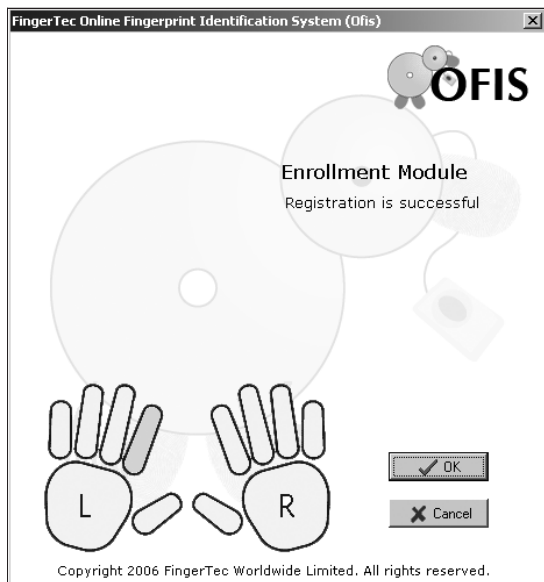 FingerTec Online Fingerprint Identification System (Ofis)
OFIS
Enrollment Module
Registration is successful
L
R
OK
Cancel
Copyright 2006 FingerTec Worldwide Limited. All rights reserved.